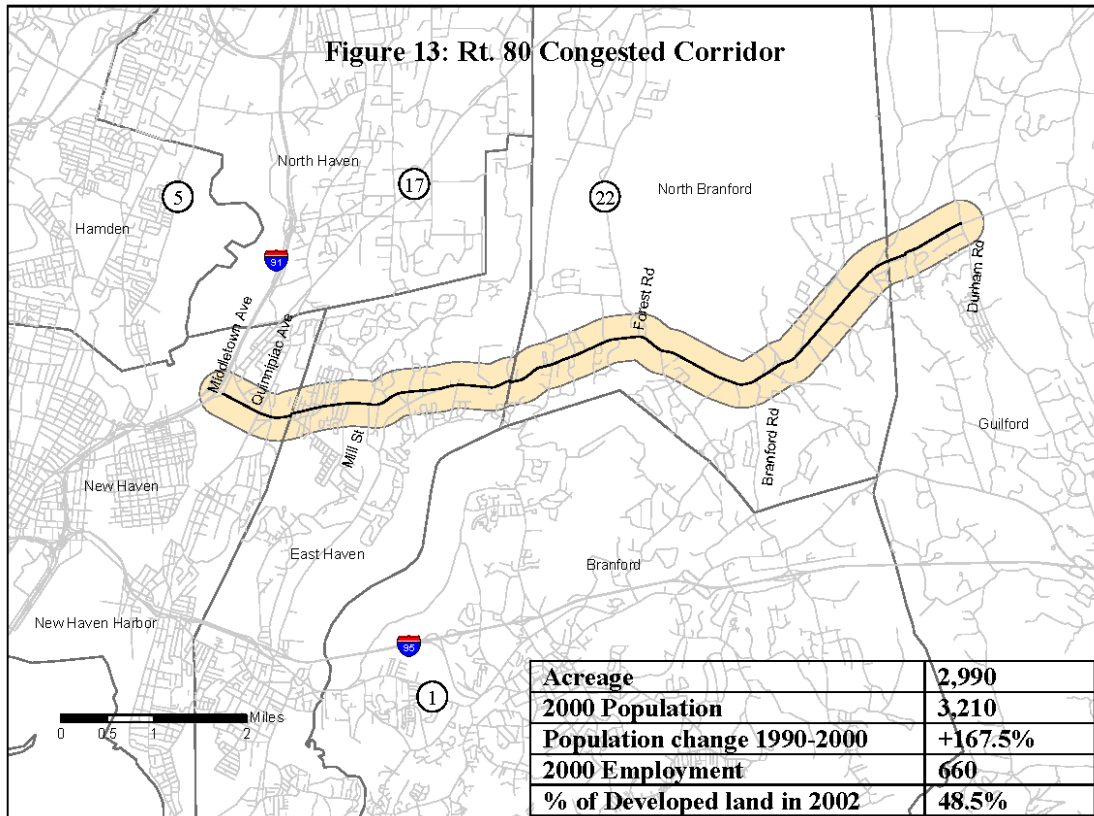 Figure 13: Rt. 80 Congested Corridor
North Haven
17
5
22
North Branford
Hamden
91
Middletown Ave
Quinnipiac Ave
Forest Rd
Durham Rd
Mill St
Branford Rd
Guilford
New Haven
East Haven
Branford
New Haven Harbor
95
1
Miles
0 0.5 1 2
Acreage 2,990
2000 Population 3,210
Population change 1990-2000 +167.5%
2000 Employment 660
% of Developed land in 2002 48.5%